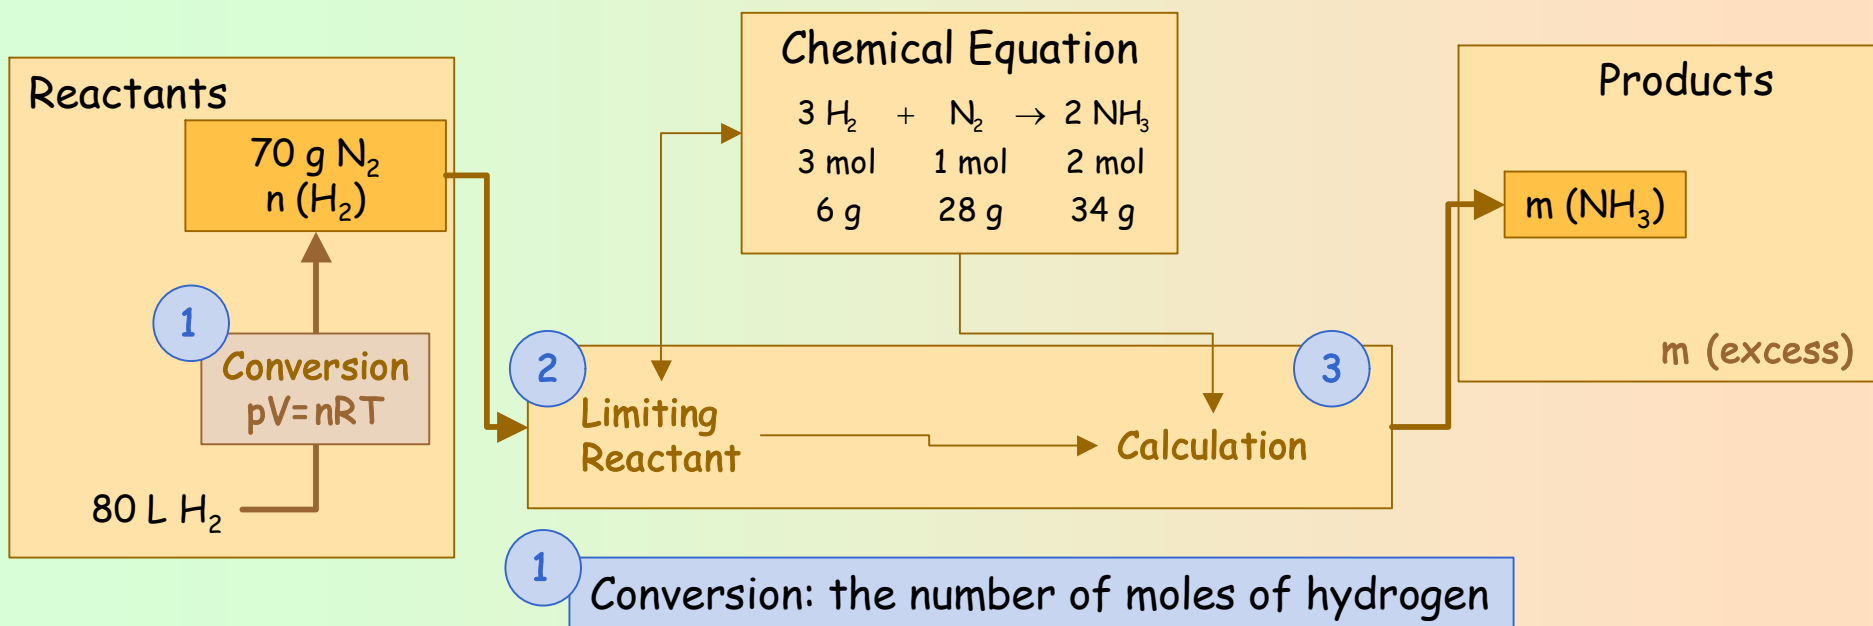 Reactants
70 g N₂
n (H₂)
1
Conversion
pV=nRT
80 L H₂
Chemical Equation
3 H₂ + N₂ → 2 NH₃
3 mol 1 mol 2 mol
6 g 28 g 34 g
2
Limiting
Reactant
Calculation
3
Products
m (NH₃)
m (excess)
1
Conversion: the number of moles of hydrogen